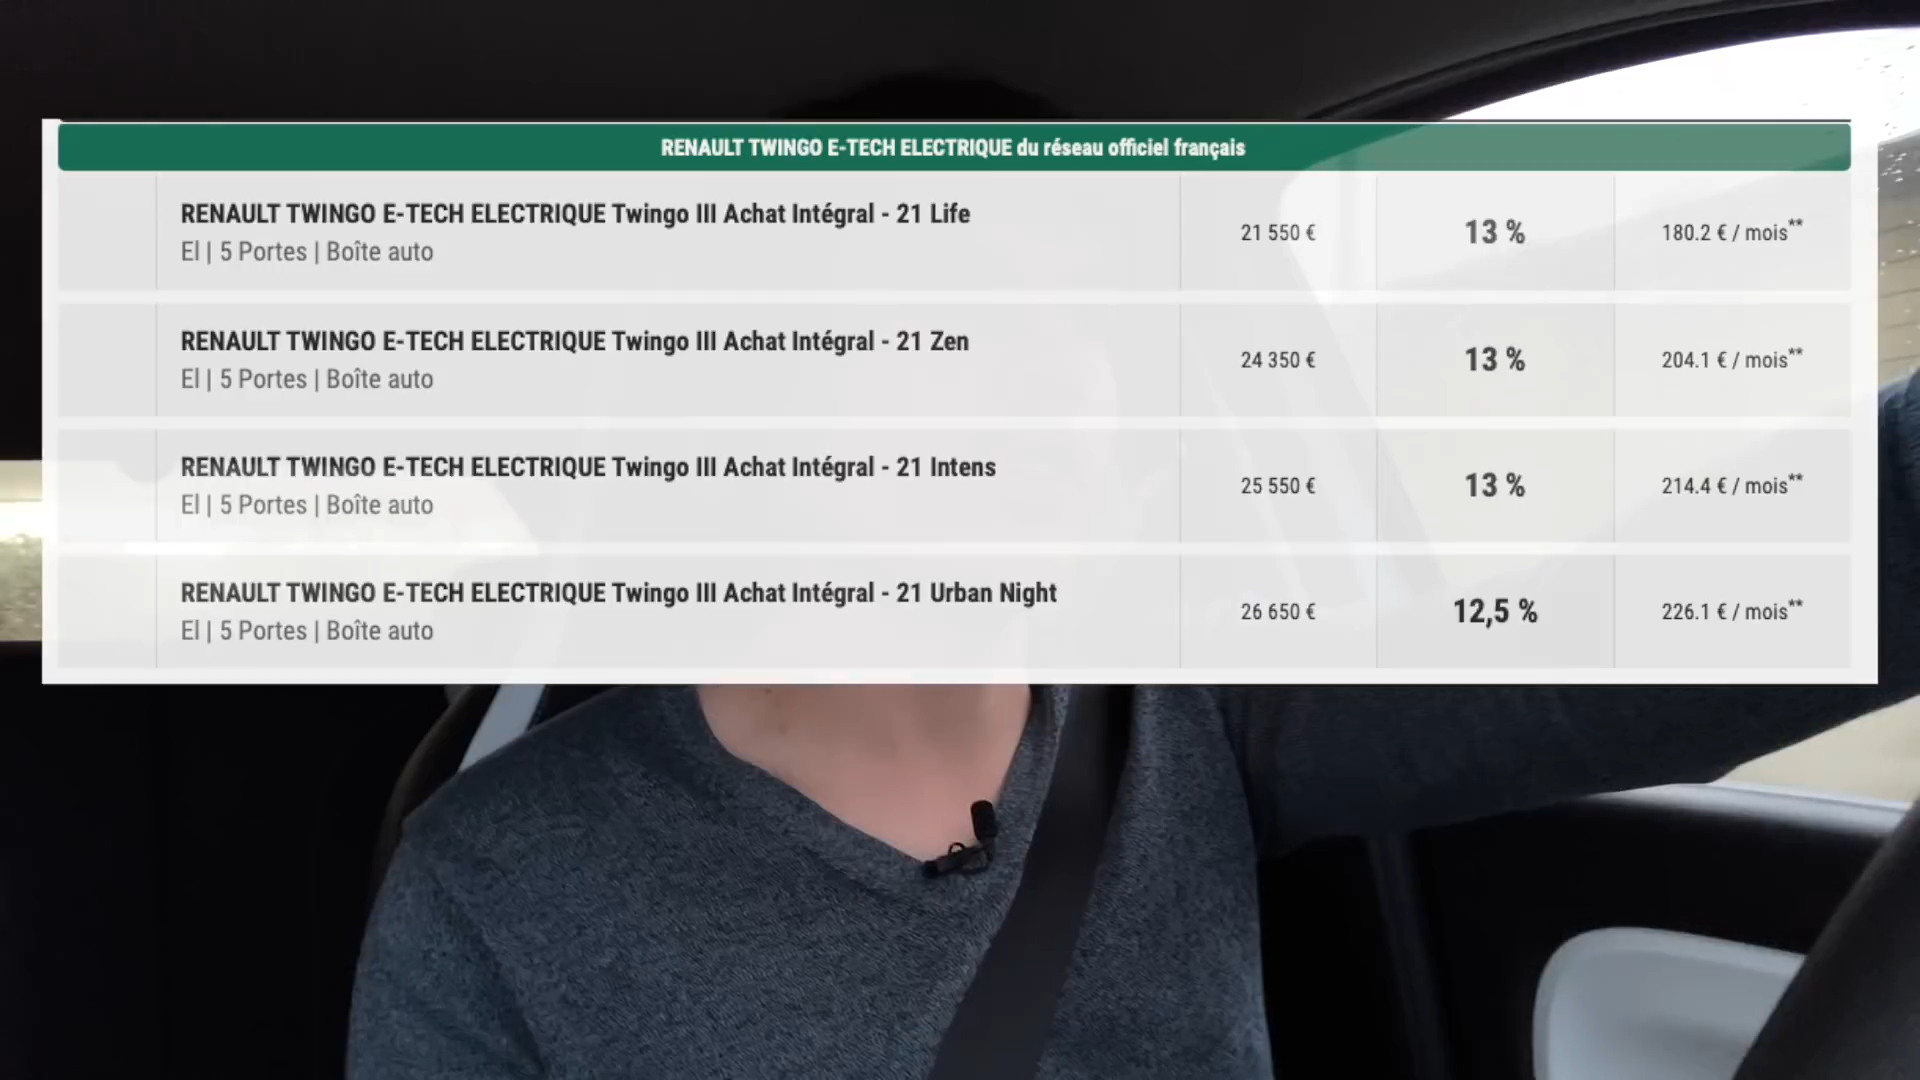 RENAULT TWINGO E-TECH ELECTRIQUE du réseau officiel français
RENAULT TWINGO E-TECH ELECTRIQUE Twingo III Achat Intégral - 21 Life
El | 5 Portes | Boîte auto
21 550 €
13 %
180.2 € / mois**
RENAULT TWINGO E-TECH ELECTRIQUE Twingo III Achat Intégral - 21 Zen
El | 5 Portes | Boîte auto
24 350 €
13 %
204.1 € / mois**
RENAULT TWINGO E-TECH ELECTRIQUE Twingo III Achat Intégral - 21 Intens
El | 5 Portes | Boîte auto
25 550 €
13 %
214.4 € / mois**
RENAULT TWINGO E-TECH ELECTRIQUE Twingo III Achat Intégral - 21 Urban Night
El | 5 Portes | Boîte auto
26 650 €
12,5 %
226.1 € / mois**